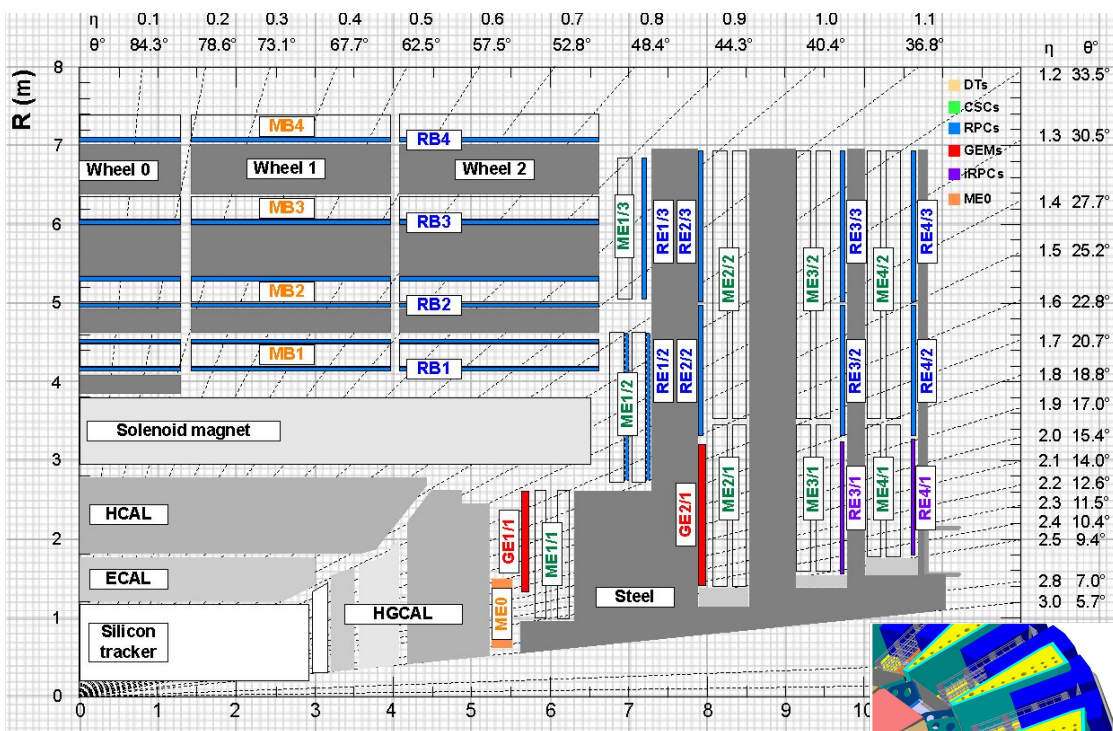 η 0.1 0.2 0.3 0.4 0.5 0.6 0.7 0.8 0.9 1.0 1.1
θ° 84.3° 78.6° 73.1° 67.7° 62.5° 57.5° 52.8° 48.4° 44.3° 40.4° 36.8° η θ°
R (m)
8
7
6
5
4
3
2
1
0
0 1 2 3 4 5 6 7 8 9 10
1.2 33.5°
1.3 30.5°
1.4 27.7°
1.5 25.2°
1.6 22.8°
1.7 20.7°
1.8 18.8°
1.9 17.0°
2.0 15.4°
2.1 14.0°
2.2 12.6°
2.3 11.5°
2.4 10.4°
2.5 9.4°
2.8 7.0°
3.0 5.7°
DTs
CSCs
RPCs
GEMs
iRPCs
ME0
MB4
RB4
Wheel 0
Wheel 1
Wheel 2
MB3
RB3
MB2
RB2
MB1
RB1
Solenoid magnet
HCAL
ECAL
Silicon
tracker
HGCAL
Steel
ME0
GE1/1
ME1/1
ME1/2
ME1/3
RE1/3
RE2/3
RE1/2
RE2/2
GE2/1
ME2/2
ME2/1
ME3/2
ME3/1
RE3/3
RE3/2
RE3/1
ME4/2
ME4/1
RE4/3
RE4/2
RE4/1